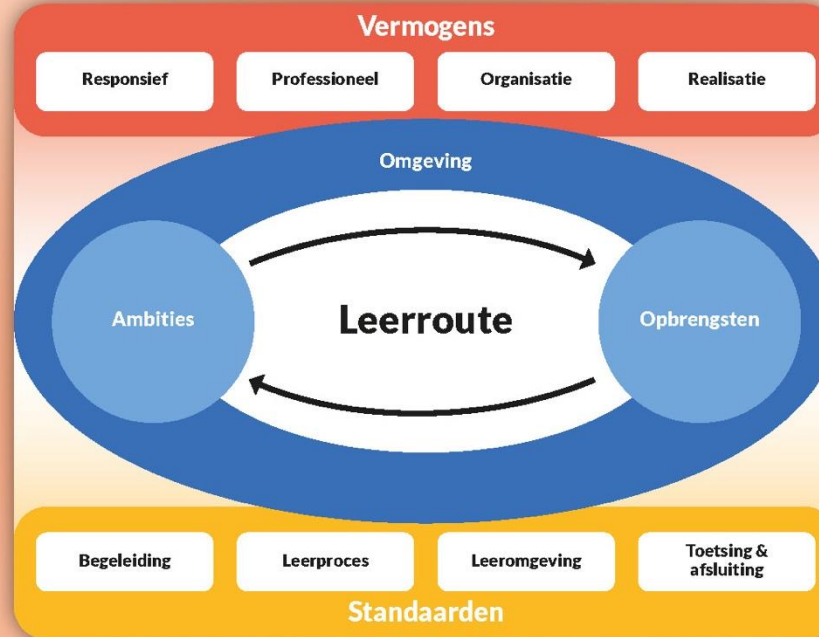 Vermogens
Responsief
Professioneel
Organisatie
Realisatie
Omgeving
Ambities
Leerroute
Opbrengsten
Begeleiding
Leerproces
Leeromgeving
Toetsing &
afsluiting
Standaarden